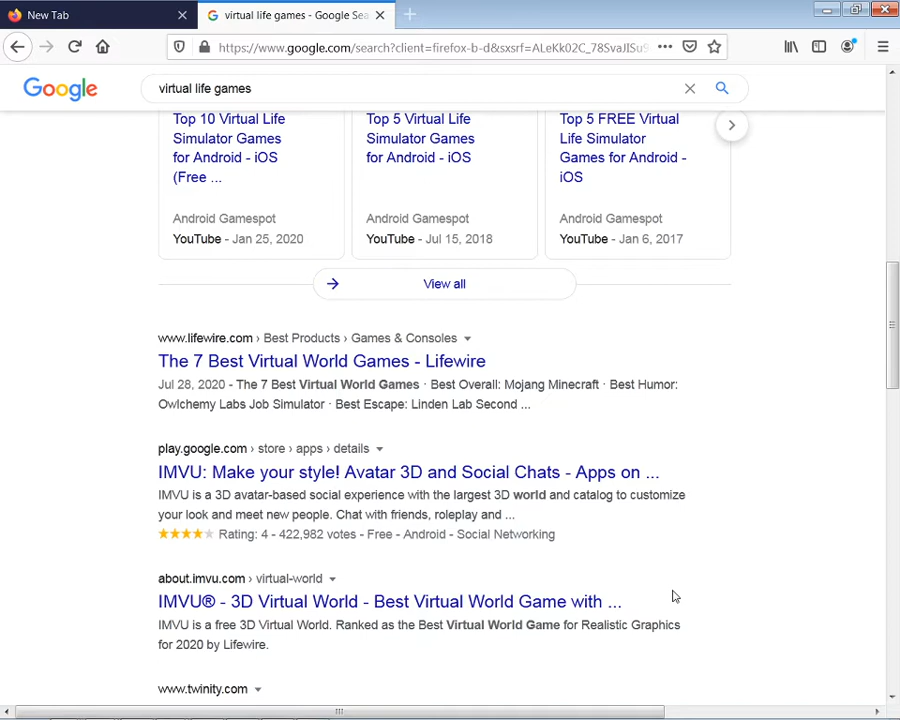 New Tab
virtual life games - Google Sea
https://www.google.com/search?client=firefox-b-d&sxsrf=ALeKk02C_78SvaJISu9
Google
virtual life games
Top 10 Virtual Life Simulator Games for Android - iOS (Free ...
Android Gamespot
YouTube - Jan 25, 2020
Top 5 Virtual Life Simulator Games for Android - iOS
Android Gamespot
YouTube - Jul 15, 2018
Top 5 FREE Virtual Life Simulator Games for Android - iOS
Android Gamespot
YouTube - Jan 6, 2017
View all
www.lifewire.com › Best Products › Games & Consoles
The 7 Best Virtual World Games - Lifewire
Jul 28, 2020 - The 7 Best Virtual World Games · Best Overall: Mojang Minecraft · Best Humor:
Owlchemy Labs Job Simulator · Best Escape: Linden Lab Second ...
play.google.com › store › apps › details
IMVU: Make your style! Avatar 3D and Social Chats - Apps on ...
IMVU is a 3D avatar-based social experience with the largest 3D world and catalog to customize
your look and meet new people. Chat with friends, roleplay and ...
Rating: 4 - 422,982 votes - Free - Android - Social Networking
about.imvu.com › virtual-world
IMVU® - 3D Virtual World - Best Virtual World Game with ...
IMVU is a free 3D Virtual World. Ranked as the Best Virtual World Game for Realistic Graphics
for 2020 by Lifewire.
www.twinity.com